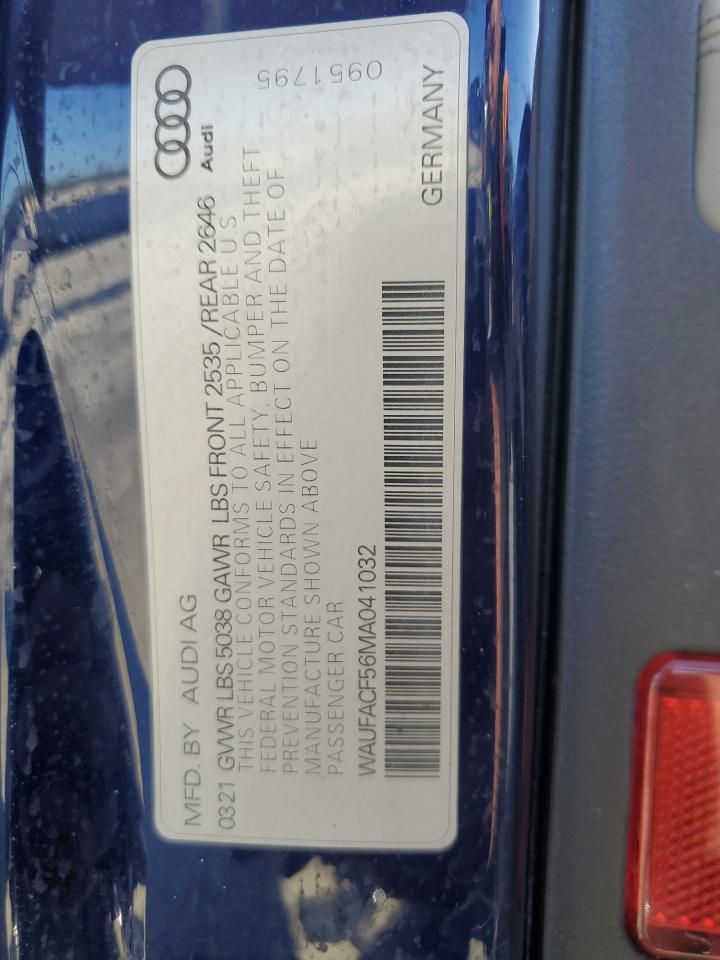 MFD. BY AUDI AG
Audi
0321 GVWR LBS 5038 GAWR LBS FRONT 2535 /REAR 2646
THIS VEHICLE CONFORMS TO ALL APPLICABLE U.S.
FEDERAL MOTOR VEHICLE SAFETY, BUMPER AND THEFT
PREVENTION STANDARDS IN EFFECT ON THE DATE OF
MANUFACTURE SHOWN ABOVE
PASSENGER CAR
0951795
WAUFACF56MA041032
GERMANY